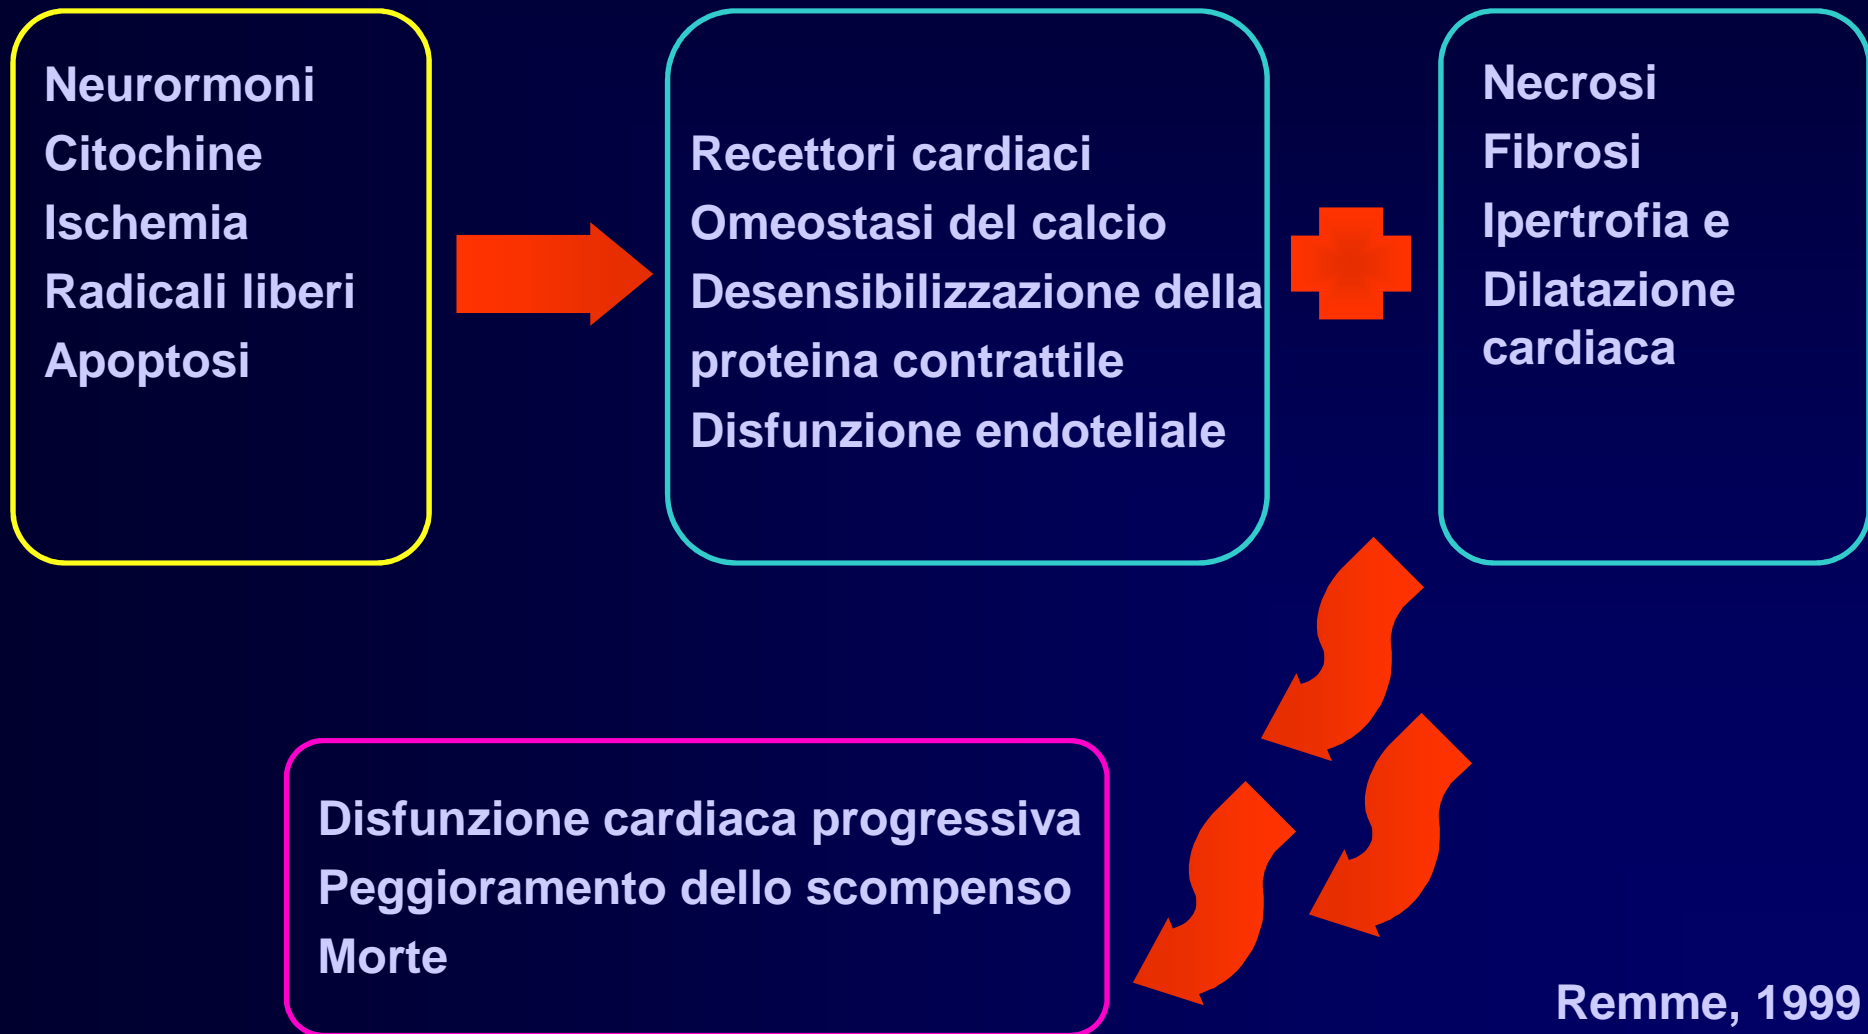 Neurormoni
Citochine
Ischemia
Radicali liberi
Apoptosi
Recettori cardiaci
Omeostasi del calcio
Desensibilizzazione della
proteina contrattile
Disfunzione endoteliale
Necrosi
Fibrosi
Ipertrofia e
Dilatazione
cardiaca
Disfunzione cardiaca progressiva
Peggioramento dello scompenso
Morte
Remme, 1999